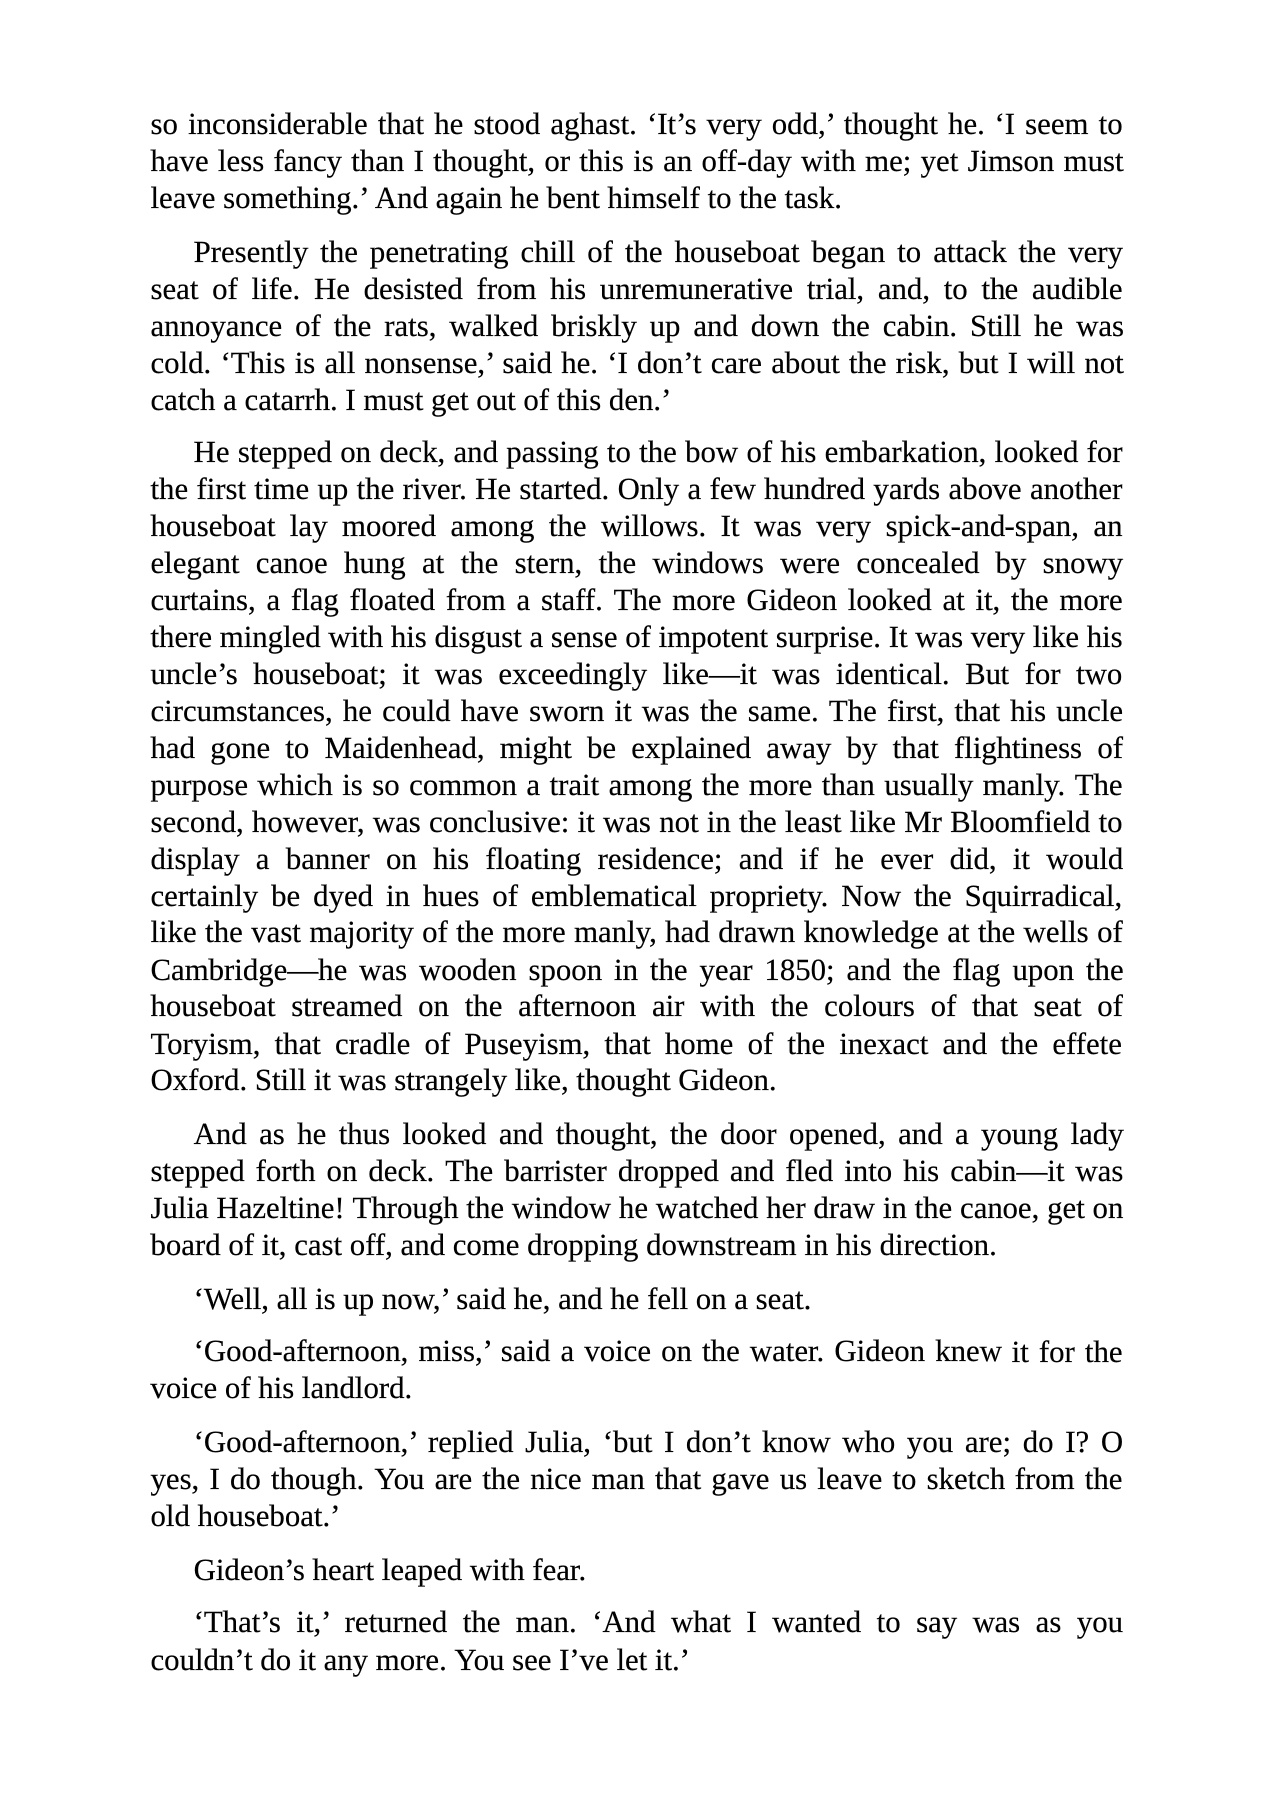 so inconsiderable that he stood aghast. ‘It’s very odd,’ thought he. ‘I seem to
have less fancy than I thought, or this is an off-day with me; yet Jimson must
leave something.’ And again he bent himself to the task.
Presently the penetrating chill of the houseboat began to attack the very
seat of life. He desisted from his unremunerative trial, and, to the audible
annoyance of the rats, walked briskly up and down the cabin. Still he was
cold. ‘This is all nonsense,’ said he. ‘I don’t care about the risk, but I will not
catch a catarrh. I must get out of this den.’
He stepped on deck, and passing to the bow of his embarkation, looked for
the first time up the river. He started. Only a few hundred yards above another
houseboat lay moored among the willows. It was very spick-and-span, an
elegant canoe hung at the stern, the windows were concealed by snowy
curtains, a flag floated from a staff. The more Gideon looked at it, the more
there mingled with his disgust a sense of impotent surprise. It was very like his
uncle’s houseboat; it was exceedingly like—it was identical. But for two
circumstances, he could have sworn it was the same. The first, that his uncle
had gone to Maidenhead, might be explained away by that flightiness of
purpose which is so common a trait among the more than usually manly. The
second, however, was conclusive: it was not in the least like Mr Bloomfield to
display a banner on his floating residence; and if he ever did, it would
certainly be dyed in hues of emblematical propriety. Now the Squirradical,
like the vast majority of the more manly, had drawn knowledge at the wells of
Cambridge—he was wooden spoon in the year 1850; and the flag upon the
houseboat streamed on the afternoon air with the colours of that seat of
Toryism, that cradle of Puseyism, that home of the inexact and the effete
Oxford. Still it was strangely like, thought Gideon.
And as he thus looked and thought, the door opened, and a young lady
stepped forth on deck. The barrister dropped and fled into his cabin—it was
Julia Hazeltine! Through the window he watched her draw in the canoe, get on
board of it, cast off, and come dropping downstream in his direction.
‘Well, all is up now,’ said he, and he fell on a seat.
‘Good-afternoon, miss,’ said a voice on the water. Gideon knew it for the
voice of his landlord.
‘Good-afternoon,’ replied Julia, ‘but I don’t know who you are; do I? O
yes, I do though. You are the nice man that gave us leave to sketch from the
old houseboat.’
Gideon’s heart leaped with fear.
‘That’s it,’ returned the man. ‘And what I wanted to say was as you
couldn’t do it any more. You see I’ve let it.’